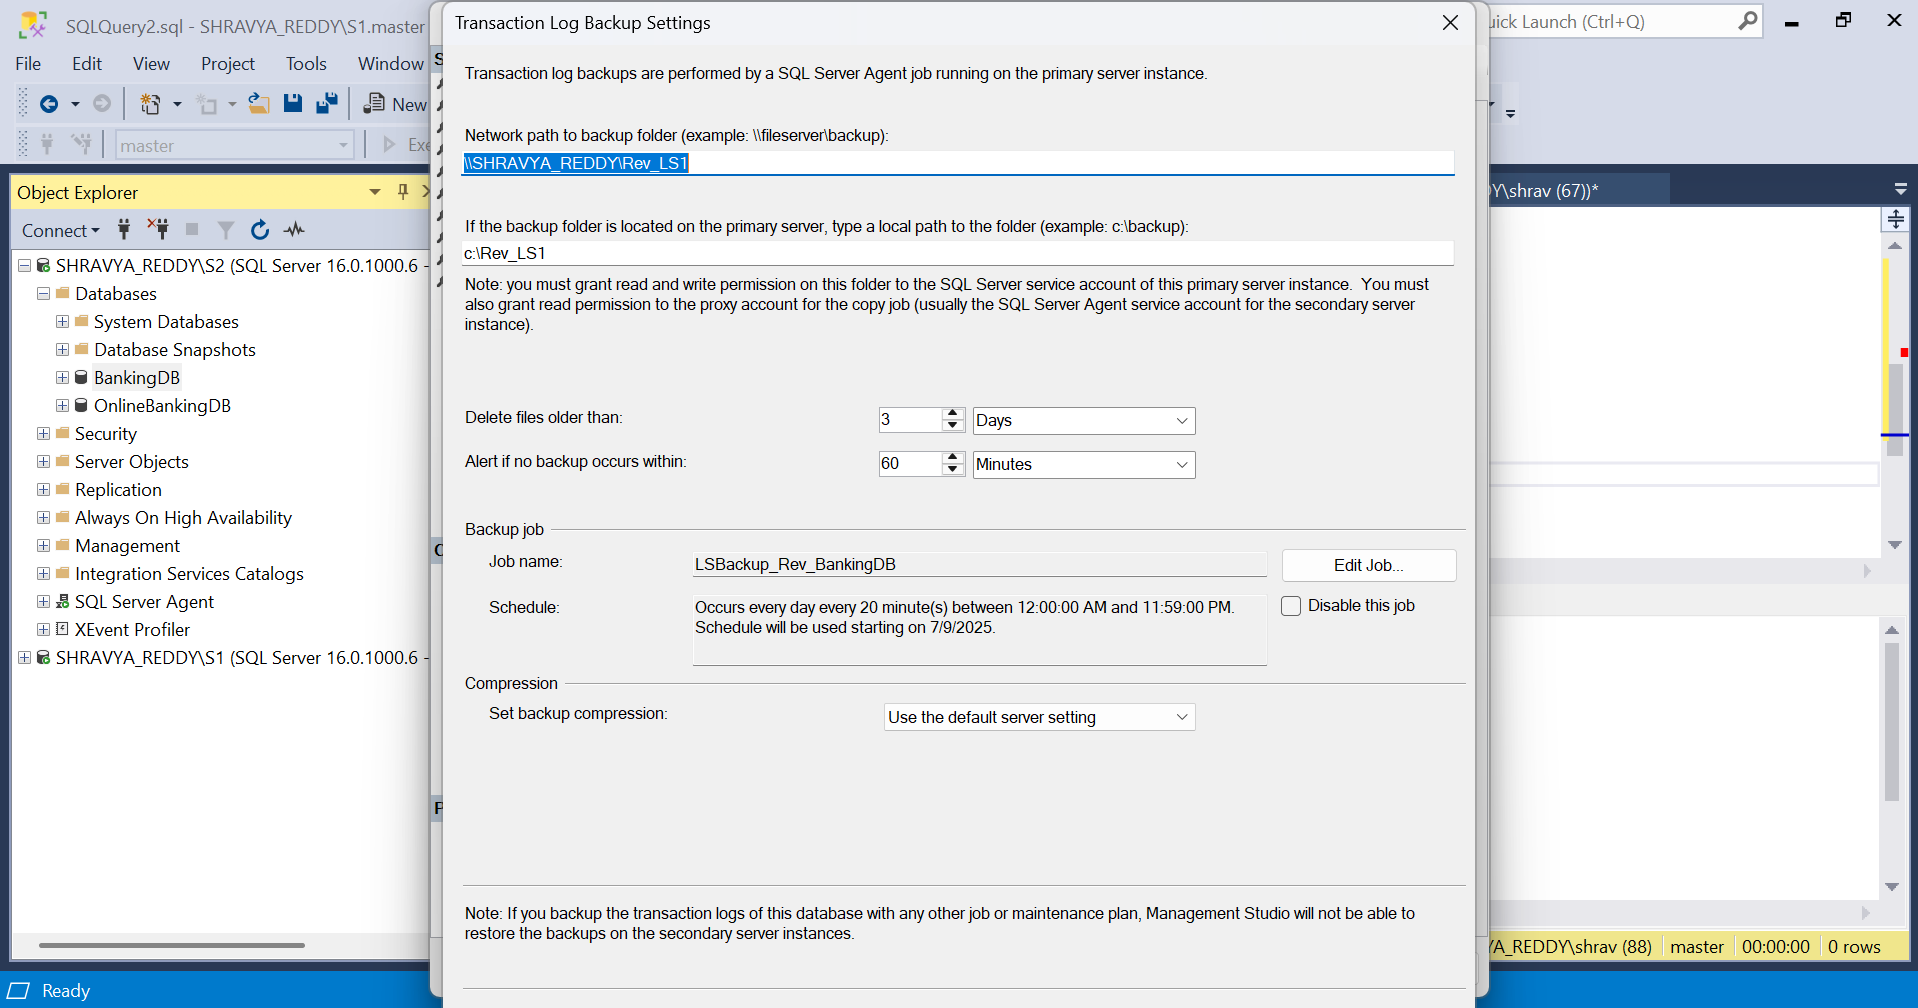 SQLQuery2.sql - SHRAVYA_REDDY\S1.master
Transaction Log Backup Settings
uick Launch (Ctrl+Q)
File Edit View Project Tools Window
New
master
Exe
Transaction log backups are performed by a SQL Server Agent job running on the primary server instance.
Network path to backup folder (example: \\fileserver\backup):
\\SHRAVYA_REDDY\Rev_LS1
If the backup folder is located on the primary server, type a local path to the folder (example: c:\backup):
c:\Rev_LS1
Note: you must grant read and write permission on this folder to the SQL Server service account of this primary server instance. You must
also grant read permission to the proxy account for the copy job (usually the SQL Server Agent service account for the secondary server
instance).
Delete files older than: 3 Days
Alert if no backup occurs within: 60 Minutes
Backup job
Job name: LSBackup_Rev_BankingDB Edit Job...
Schedule: Occurs every day every 20 minute(s) between 12:00:00 AM and 11:59:00 PM.
Schedule will be used starting on 7/9/2025.
Disable this job
Compression
Set backup compression: Use the default server setting
Note: If you backup the transaction logs of this database with any other job or maintenance plan, Management Studio will not be able to
restore the backups on the secondary server instances.
Object Explorer
Connect
SHRAVYA_REDDY\S2 (SQL Server 16.0.1000.6 -
Databases
System Databases
Database Snapshots
BankingDB
OnlineBankingDB
Security
Server Objects
Replication
Always On High Availability
Management
Integration Services Catalogs
SQL Server Agent
XEvent Profiler
SHRAVYA_REDDY\S1 (SQL Server 16.0.1000.6 -
Y\shrav (67))*
A_REDDY\shrav (88) master 00:00:00 0 rows
Ready